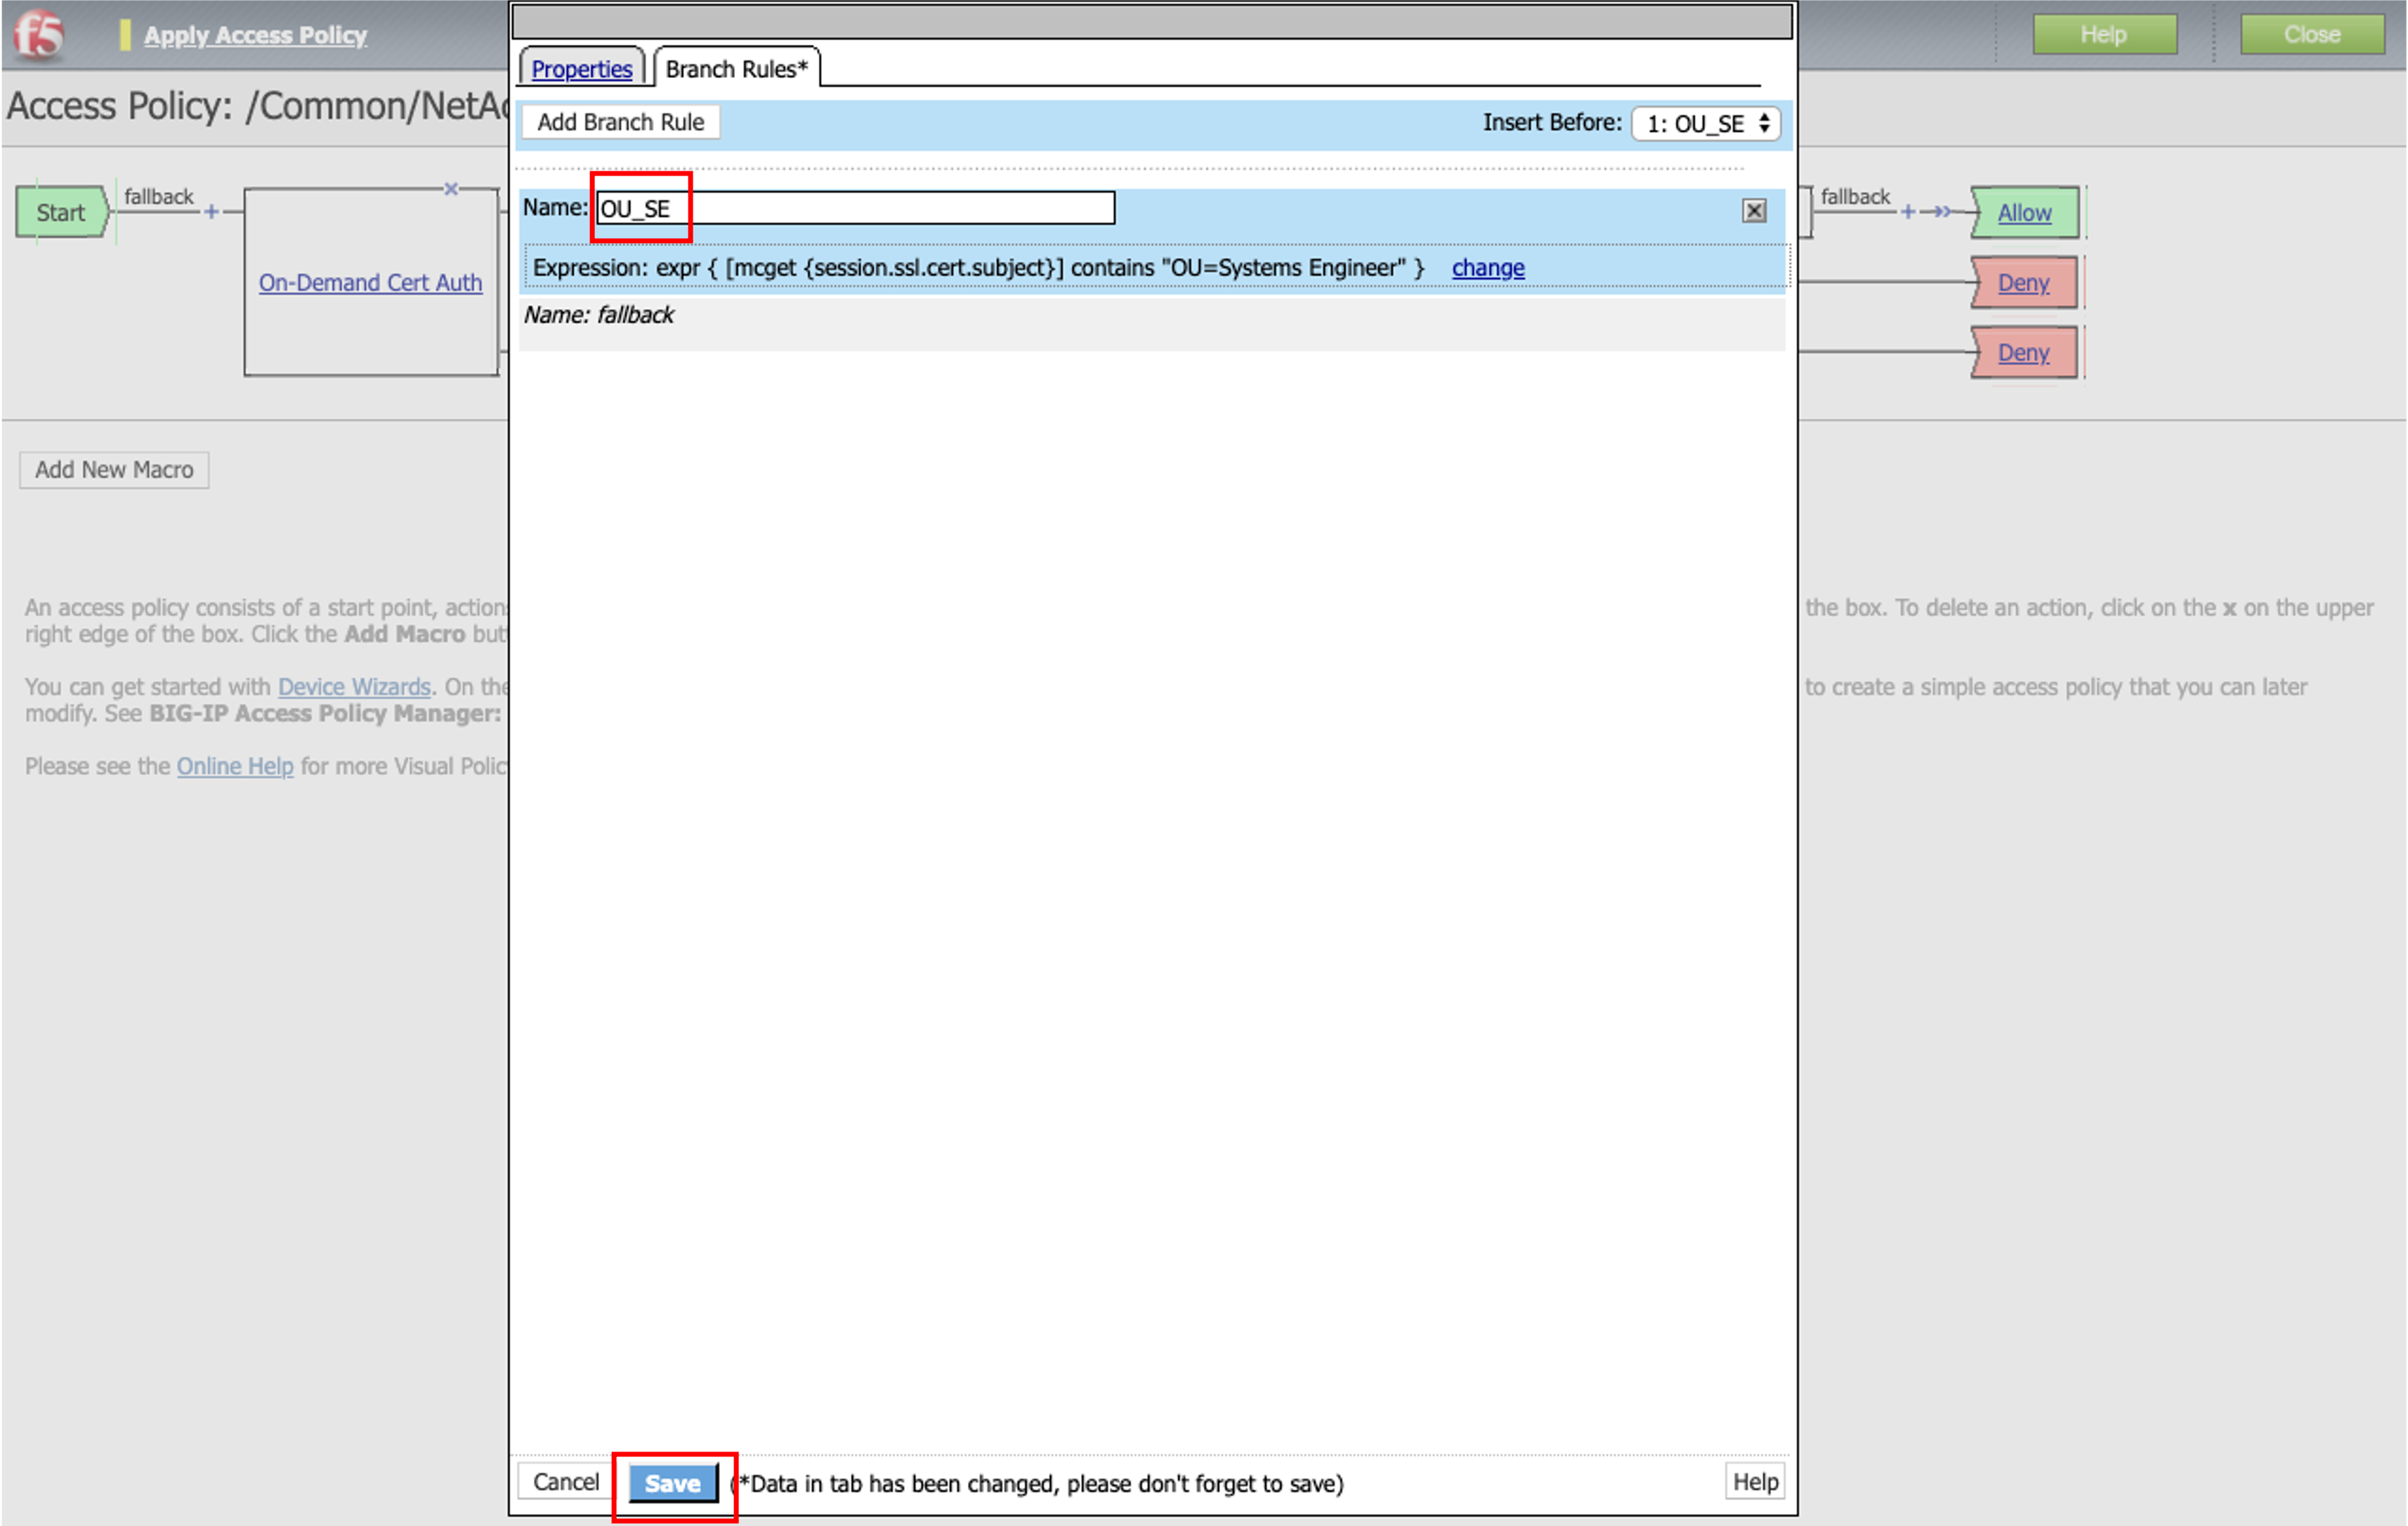 f5
Apply Access Policy
Help
Close
Properties
Branch Rules*
Access Policy: /Common/NetAc
Add Branch Rule
Insert Before: 1: OU_SE
Start
fallback
+
x
On-Demand Cert Auth
Name: OU_SE
Expression: expr { [mcget {session.ssl.cert.subject}] contains "OU=Systems Engineer" } change
Name: fallback
fallback
+
Allow
Deny
Deny
Add New Macro
An access policy consists of a start point, actions
the box. To delete an action, click on the x on the upper
right edge of the box. Click the Add Macro but
You can get started with Device Wizards. On the
to create a simple access policy that you can later
modify. See BIG-IP Access Policy Manager:
Please see the Online Help for more Visual Polic
Cancel
Save
(*Data in tab has been changed, please don't forget to save)
Help